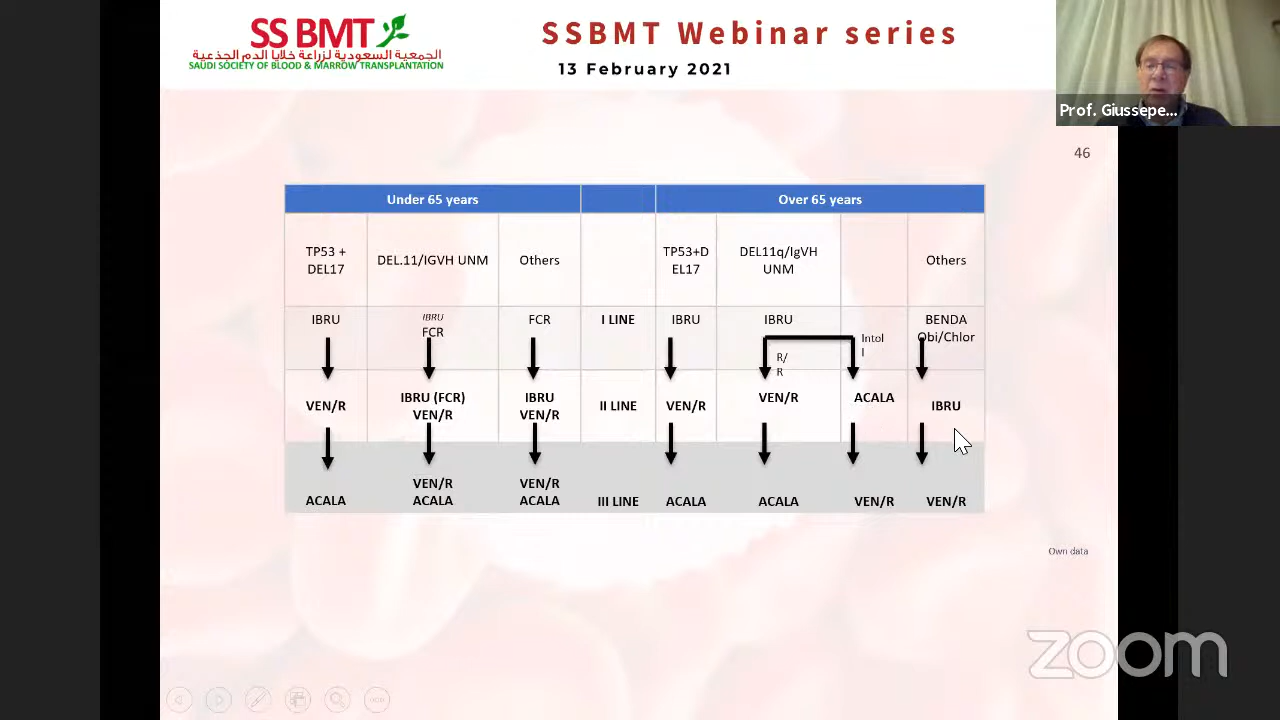 SS BMT
الجمعية السعودية لزراعة خلايا الدم الجذعية
SAUDI SOCIETY OF BLOOD & MARROW TRANSPLANTATION
SSBMT Webinar series
13 February 2021
Prof. Giussepe...
46
Under 65 years
Over 65 years
TP53 +
DEL17
DEL.11/IGVH UNM
Others
TP53+D
EL17
DEL11q/IgVH
UNM
Others
IBRU
IBRU
FCR
FCR
I LINE
IBRU
IBRU
R/
R
Intol
l
BENDA
Obi/Chlor
VEN/R
IBRU (FCR)
VEN/R
IBRU
VEN/R
II LINE
VEN/R
VEN/R
ACALA
IBRU
ACALA
VEN/R
ACALA
VEN/R
ACALA
III LINE
ACALA
ACALA
VEN/R
VEN/R
Own data
zoom